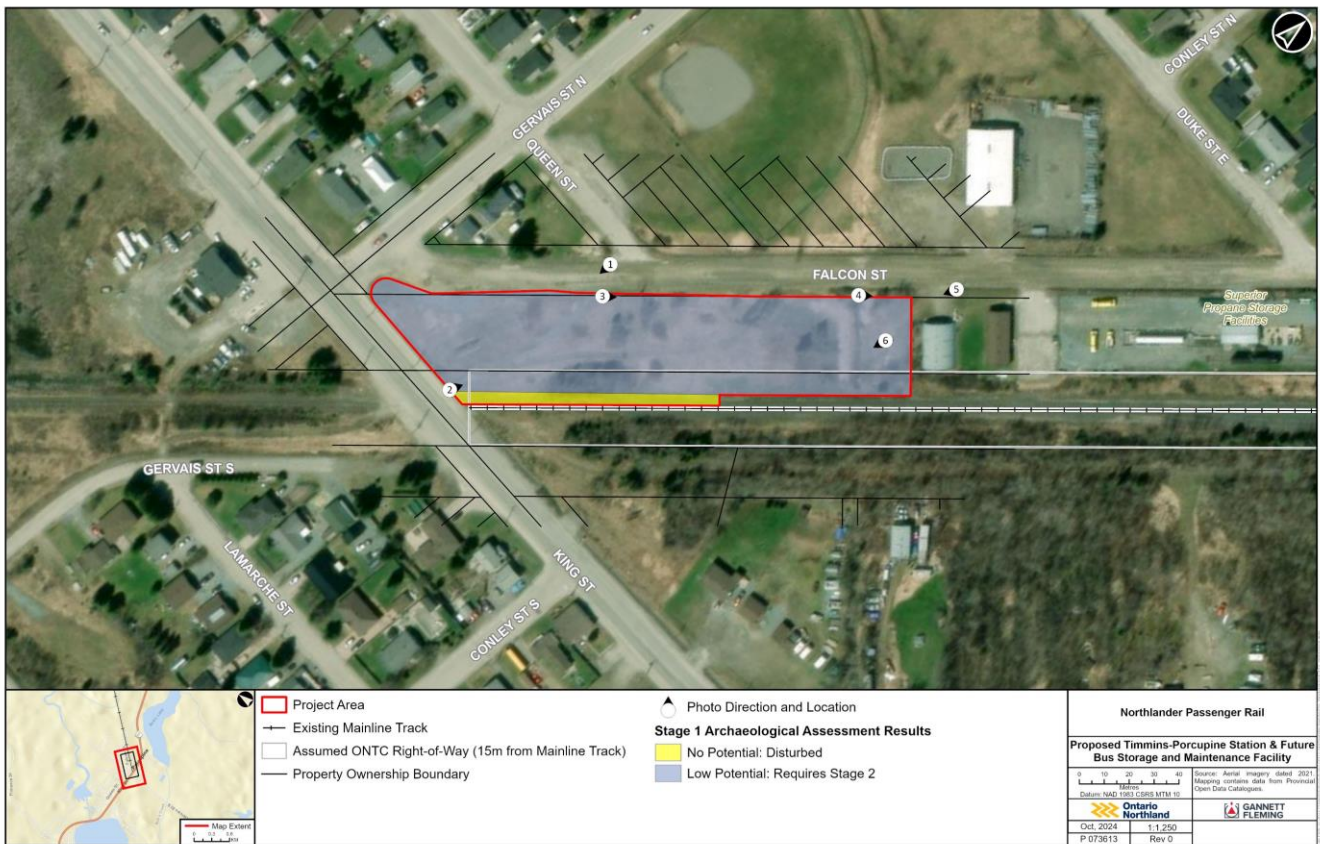 CONLEY ST N
GERVAIS ST N
QUEEN ST
DUKE ST E
1
FALCON ST
5
3
4
Superior
Propane Storage
Facilities
6
2
GERVAIS ST S
LAMARCHE ST
KING ST
CONLEY ST S
Map Extent
Project Area
Existing Mainline Track
Assumed ONTC Right-of-Way (15m from Mainline Track)
Property Ownership Boundary
Photo Direction and Location
Stage 1 Archaeological Assessment Results
No Potential: Disturbed
Low Potential: Requires Stage 2
Northlander Passenger Rail
Proposed Timmins-Porcupine Station & Future
Bus Storage and Maintenance Facility
0 10 20 30 40
Metres
Datum: NAD 1983 CSRS MTM 10
Source: Aerial imagery dated 2021.
Mapping contains data from Provincial
Open Data Catalogues.
Ontario
Northland
GANNETT
FLEMING
Oct, 2024
1:1,250
P 073613
Rev 0